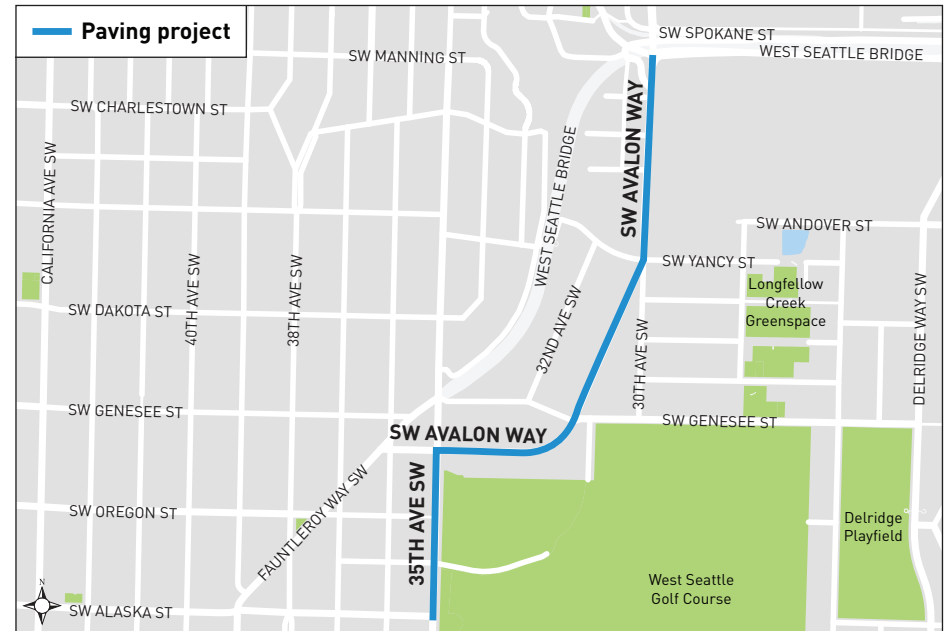 Paving project
SW SPOKANE ST
WEST SEATTLE BRIDGE
SW MANNING ST
SW CHARLESTOWN ST
SW AVALON WAY
CALIFORNIA AVE SW
WEST SEATTLE BRIDGE
SW ANDOVER ST
SW YANCY ST
40TH AVE SW
38TH AVE SW
Longfellow
Creek
Greenspace
SW DAKOTA ST
32ND AVE SW
30TH AVE SW
DELRIDGE WAY SW
SW GENESEE ST
SW GENESEE ST
SW AVALON WAY
35TH AVE SW
FAUNTLEROY WAY SW
SW OREGON ST
Delridge
Playfield
West Seattle
Golf Course
N
SW ALASKA ST